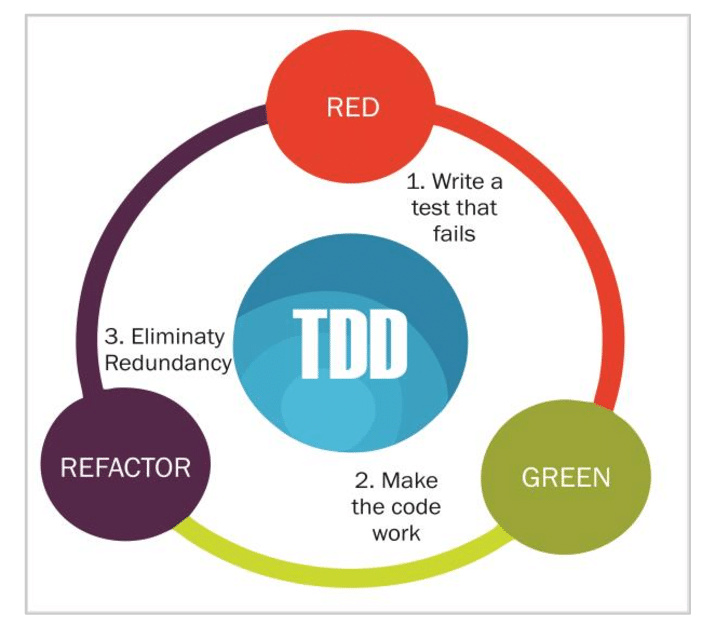 RED
1. Write a
test that
fails
TDD
3. Eliminaty
Redundancy
REFACTOR
GREEN
2. Make
the code
work